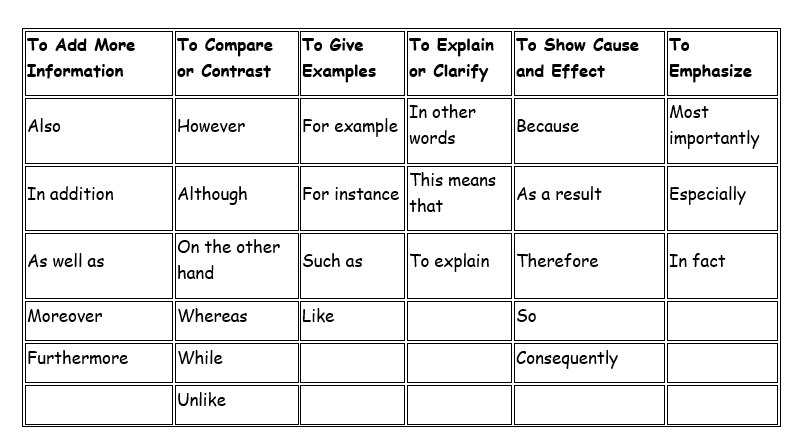 To Add More
Information
To Compare
or Contrast
To Give
Examples
To Explain
or Clarify
To Show Cause
and Effect
To
Emphasize
Also
However
For example
In other
words
Because
Most
importantly
In addition
Although
For instance
This means
that
As a result
Especially
As well as
On the other
hand
Such as
To explain
Therefore
In fact
Moreover
Whereas
Like
So
Furthermore
While
Consequently
Unlike